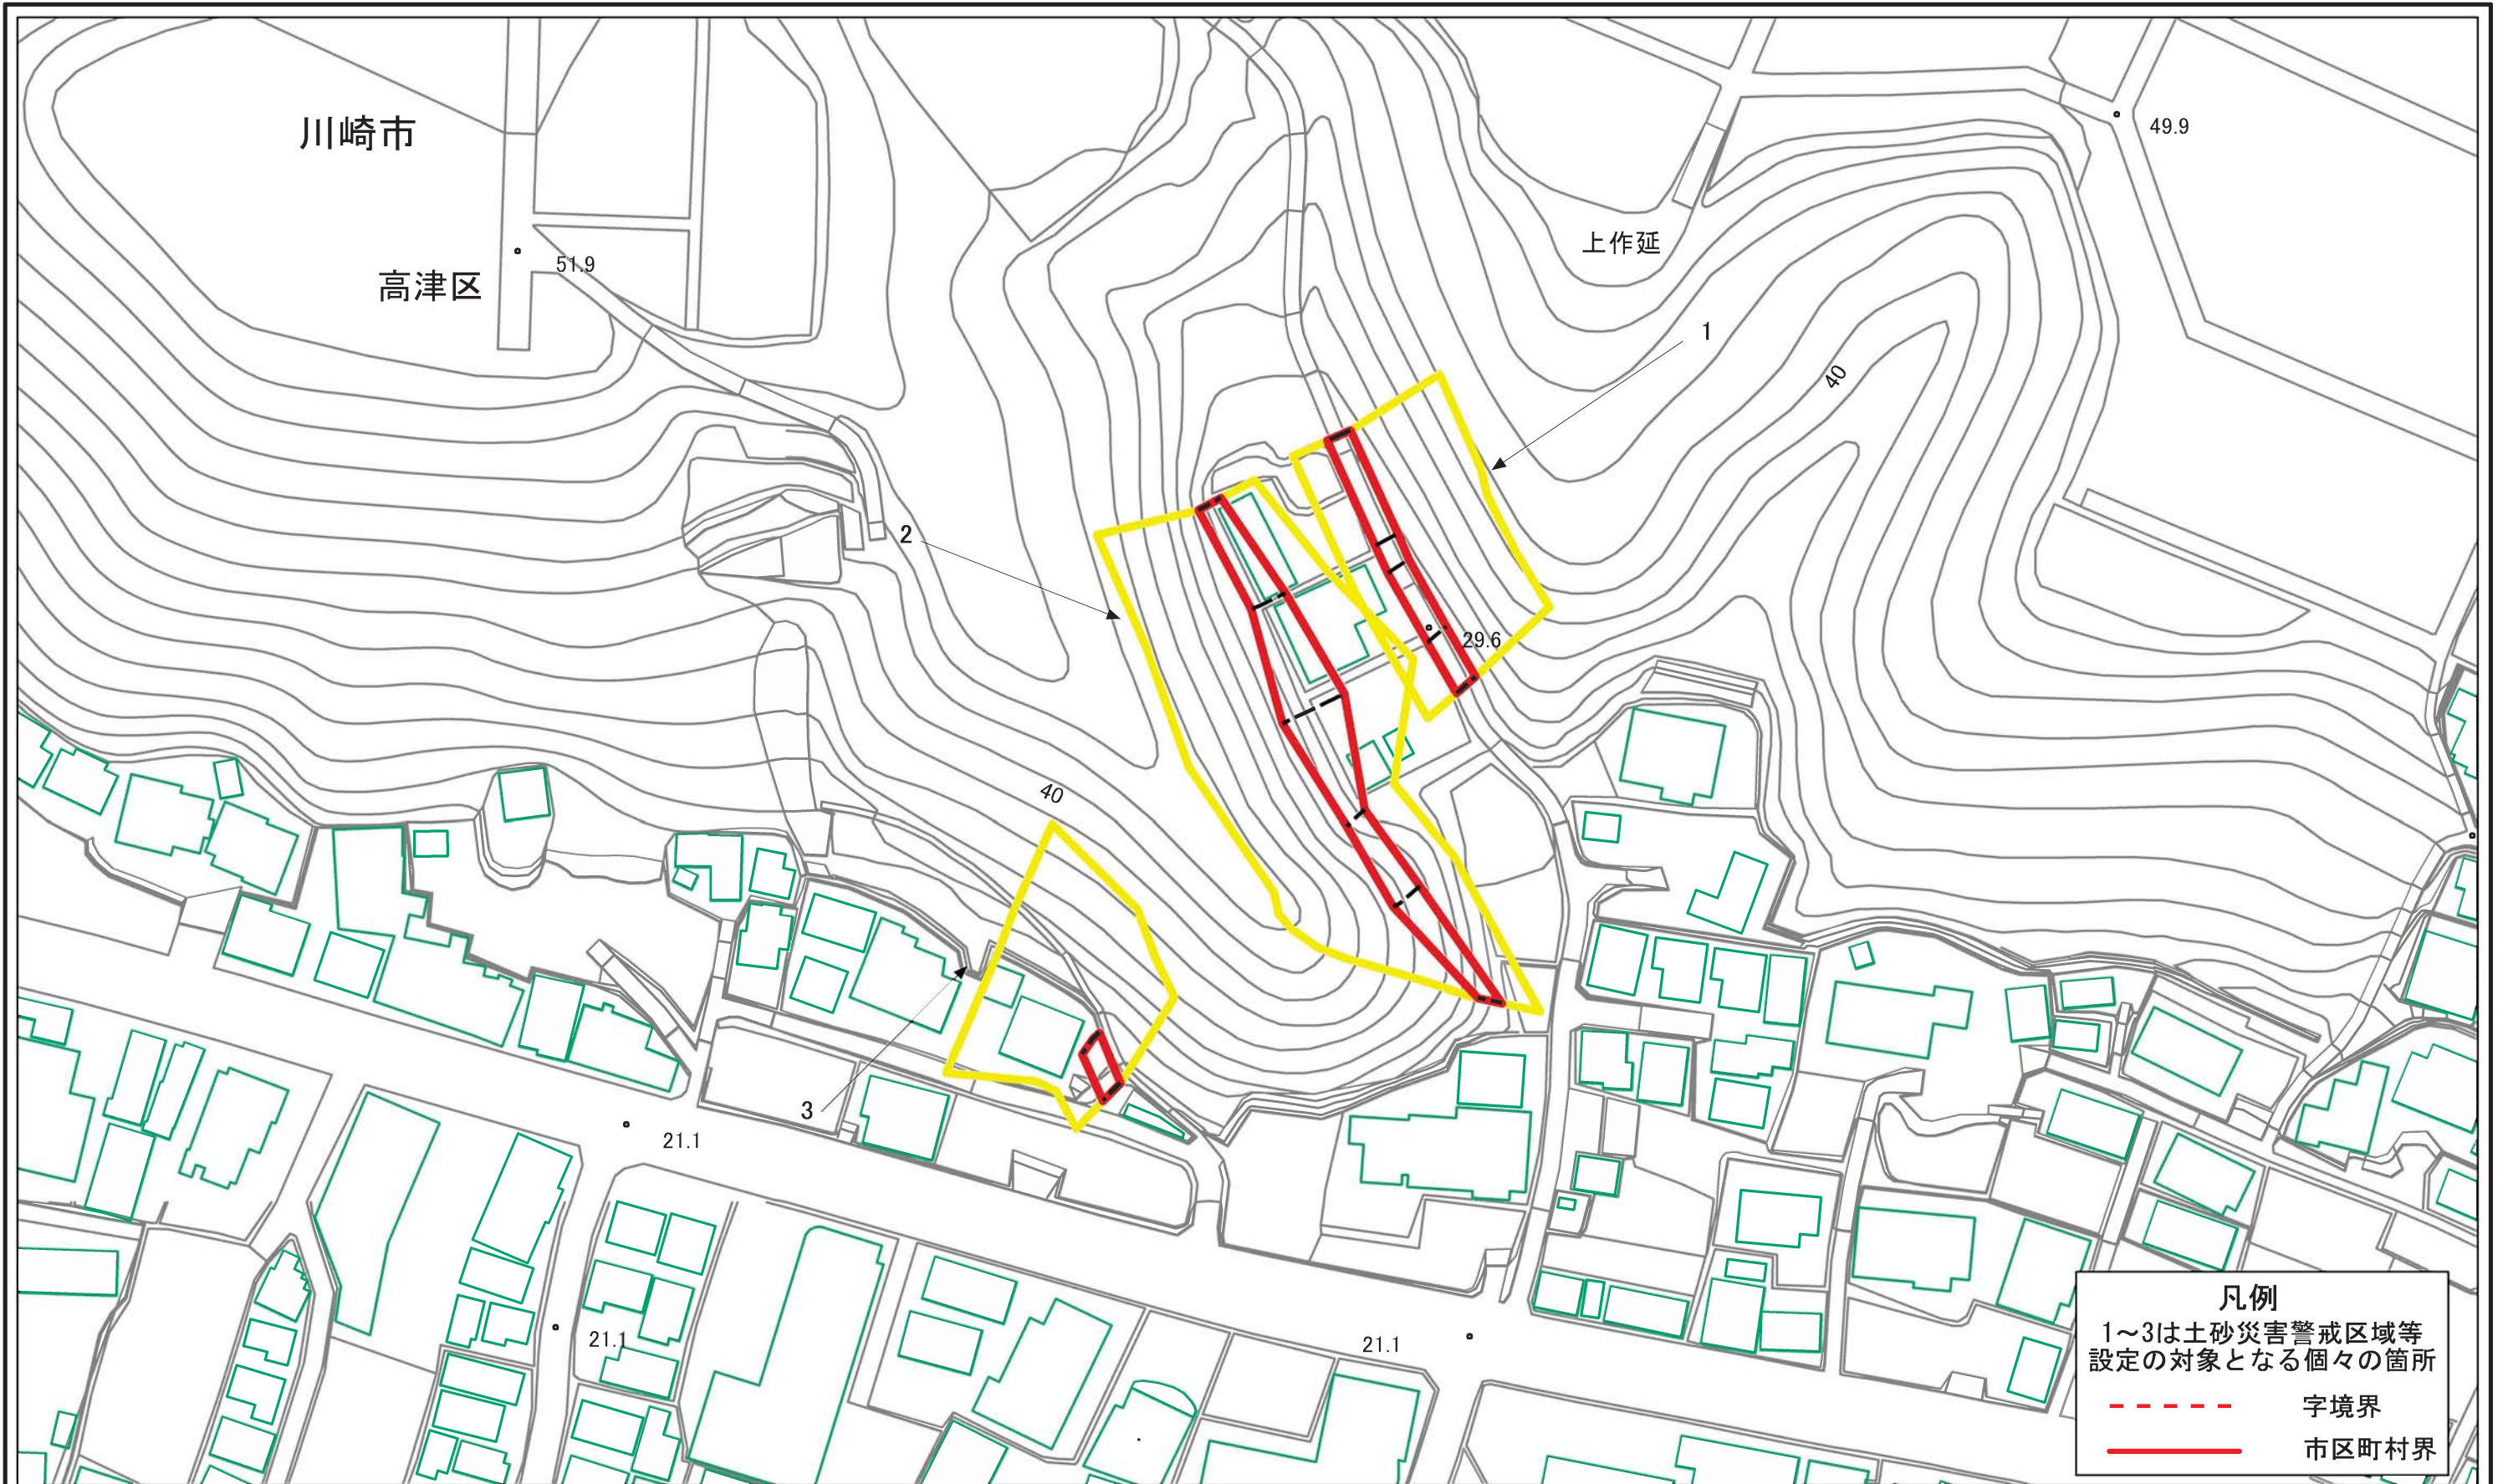 川崎市
49.9
上作延
51.9
高津区
1
40
2
29.6
40
3
21.1
21.1
21.1
凡例
1～3は土砂災害警戒区域等
設定の対象となる個々の箇所
字境界
市区町村界